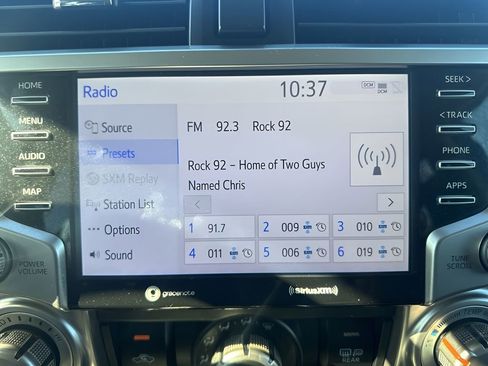 HOME
MENU
AUDIO
MAP
POWER
VOLUME
SEEK >
< TRACK
PHONE
APPS
TUNE
SCROLL
Radio
10:37
DCM
DCM
Source
Presets
SXM Replay
Station List
Options
Sound
FM 92.3 Rock 92
Rock 92 – Home of Two Guys
Named Chris
< >
1 91.7 2 009 3 010
4 011 5 006 6 019
gracenote
SiriusXM
REAR